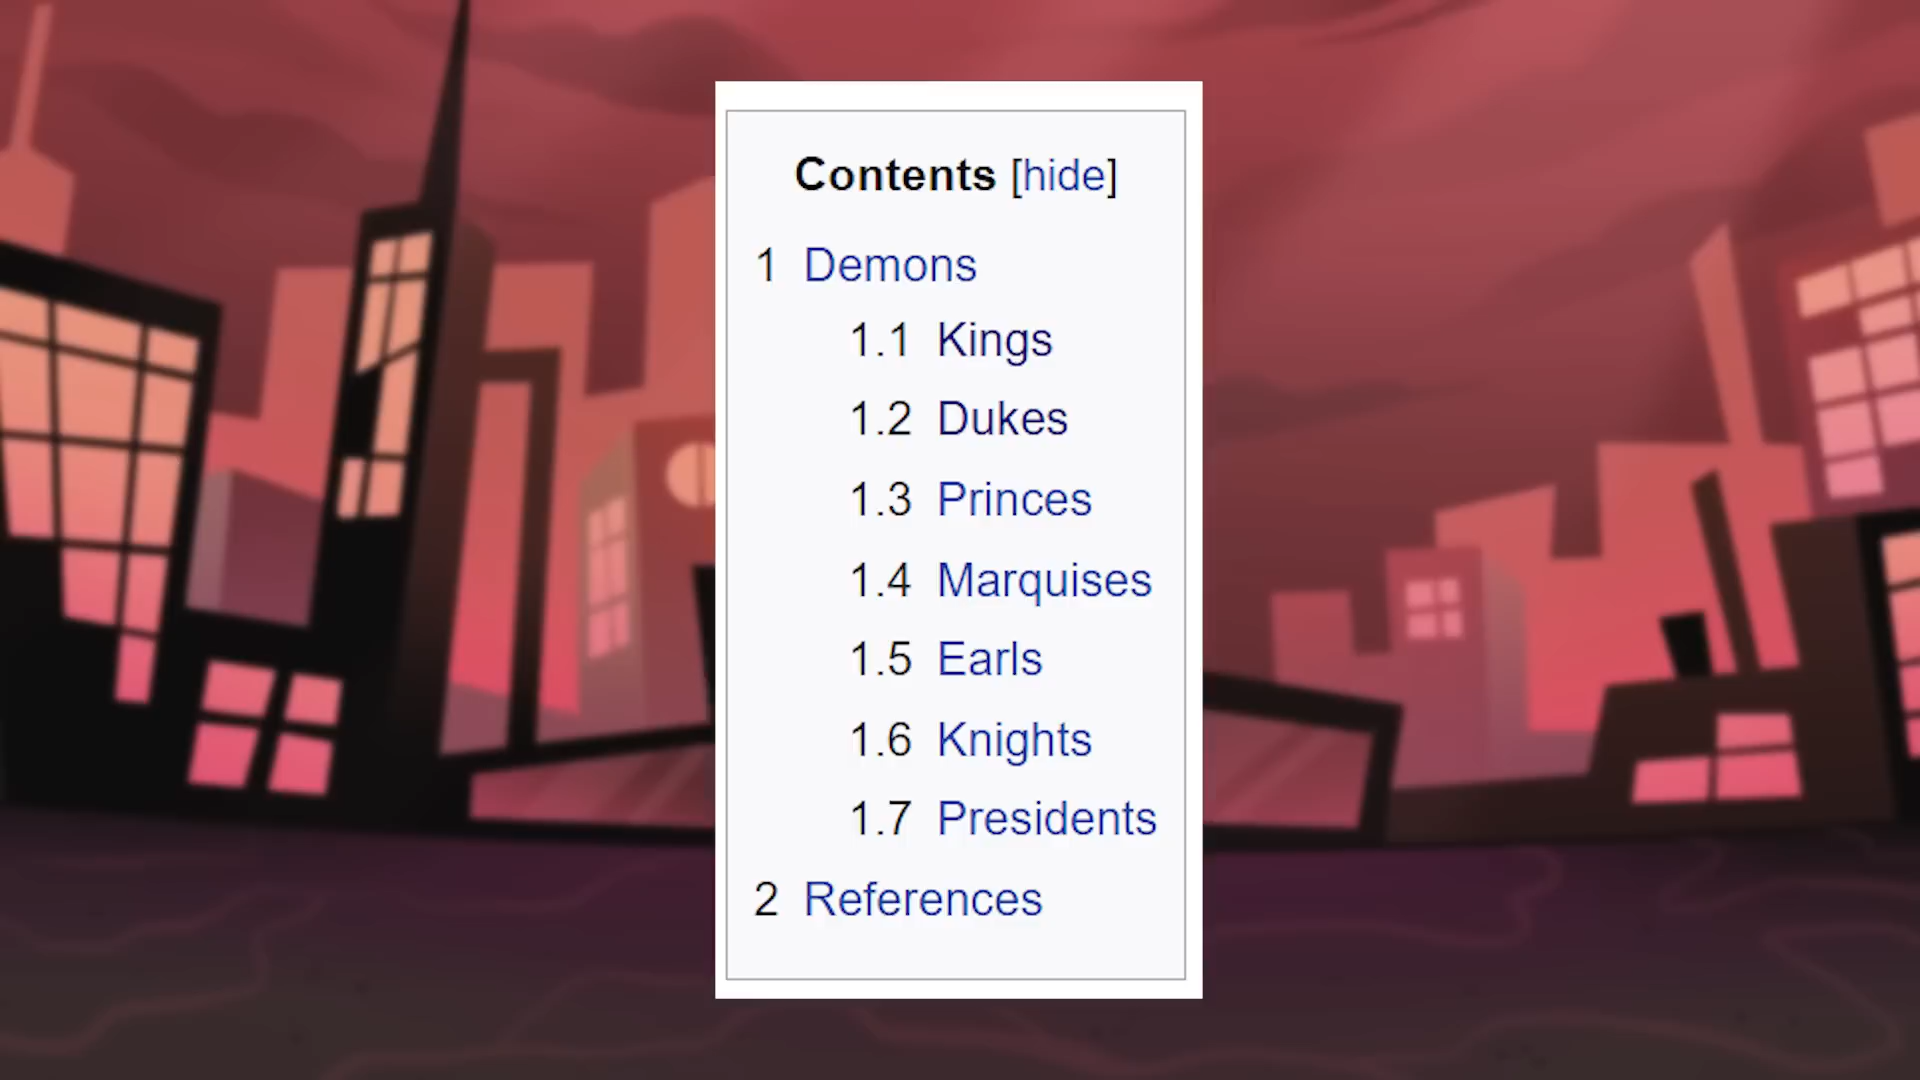 Contents [hide]
1 Demons
1.1 Kings
1.2 Dukes
1.3 Princes
1.4 Marquises
1.5 Earls
1.6 Knights
1.7 Presidents
2 References